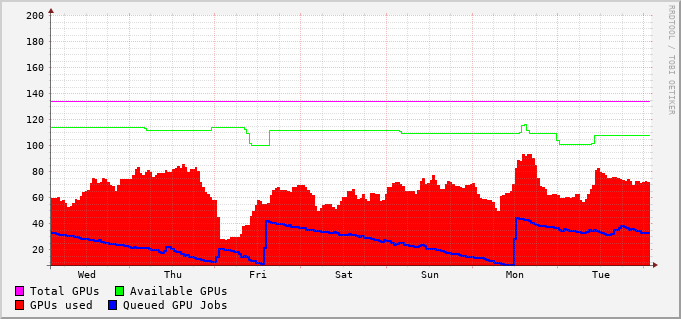 200
180
160
140
120
100
80
60
40
20
Wed Thu Fri Sat Sun Mon Tue
Total GPUs Available GPUs
GPUs used Queued GPU Jobs
RRDTOOL / TOBI OETIKER